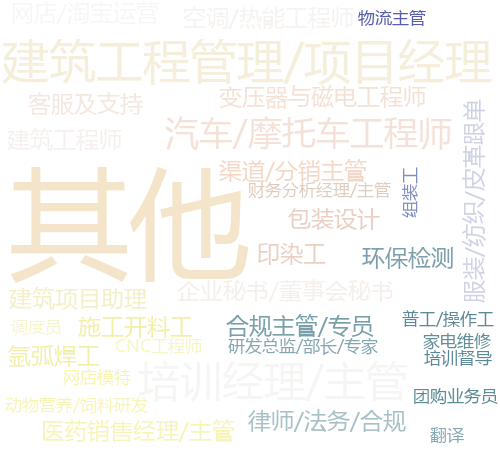 网店/淘宝运营
空调/热能工程师
物流主管
建筑工程管理/项目经理
客服及支持
变压器与磁电工程师
建筑工程师
汽车/摩托车工程师
服装/纺织/皮革跟单
其他
渠道/分销主管
财务分析经理/主管
组装工
包装设计
印染工
环保检测
企业秘书/董事会秘书
建筑项目助理
调度员
施工开料工
合规主管/专员
普工/操作工
氩弧焊工
CNC工程师
研发总监/部长/专家
家电维修
培训督导
网店模特
培训经理/主管
团购业务员
动物营养/饲料研发
律师/法务/合规
医药销售经理/主管
翻译